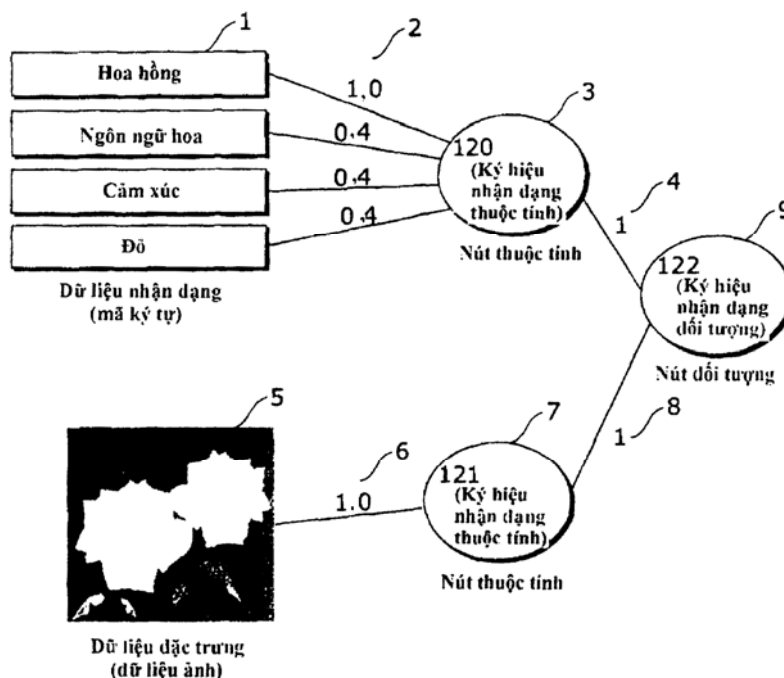 1
2
Hoa hồng
1,0
3
Ngôn ngữ hoa
0,4
120
(Ký hiệu
nhận dạng
thuộc tính)
Cảm xúc
0,4
4
Đỏ
0,4
1
9
Nút thuộc tính
122
(Ký hiệu
nhận dạng
đối tượng)
Dữ liệu nhận dạng
(mã ký tự)
Nút đối tượng
5
6
7
8
1
1.0
121
(Ký hiệu
nhận dạng
thuộc tính)
Nút thuộc tính
Dữ liệu đặc trưng
(dữ liệu ảnh)